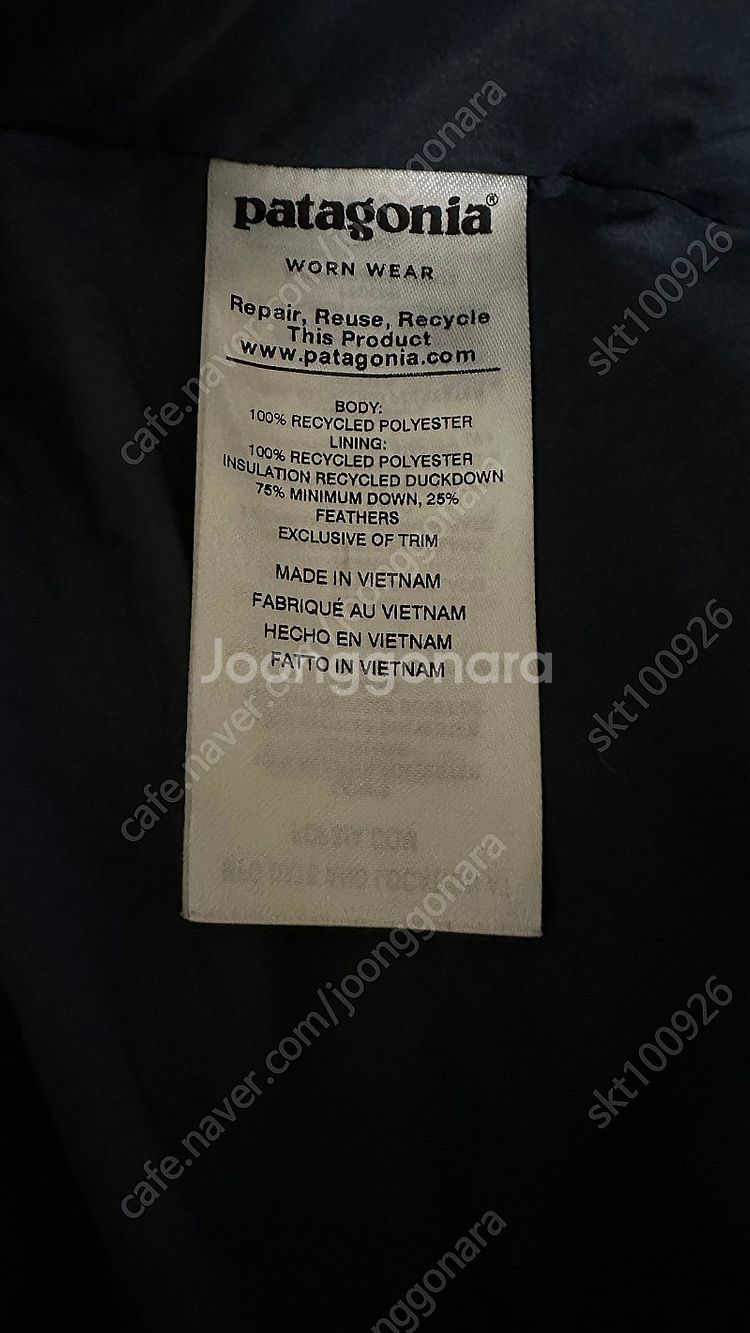 patagonia®
WORN WEAR
Repair, Reuse, Recycle
This Product
www.patagonia.com
BODY:
100% RECYCLED POLYESTER
LINING:
100% RECYCLED POLYESTER
INSULATION RECYCLED DUCKDOWN
75% MINIMUM DOWN, 25%
FEATHERS
EXCLUSIVE OF TRIM
MADE IN VIETNAM
FABRIQUÉ AU VIETNAM
HECHO EN VIETNAM
FATTO IN VIETNAM
Joonggonara
cafe.naver.com/joonggonara
cafe.naver.com/joonggonara
cafe.naver.com/joonggonara
joonggonara
skt100926
skt100926
skt100926